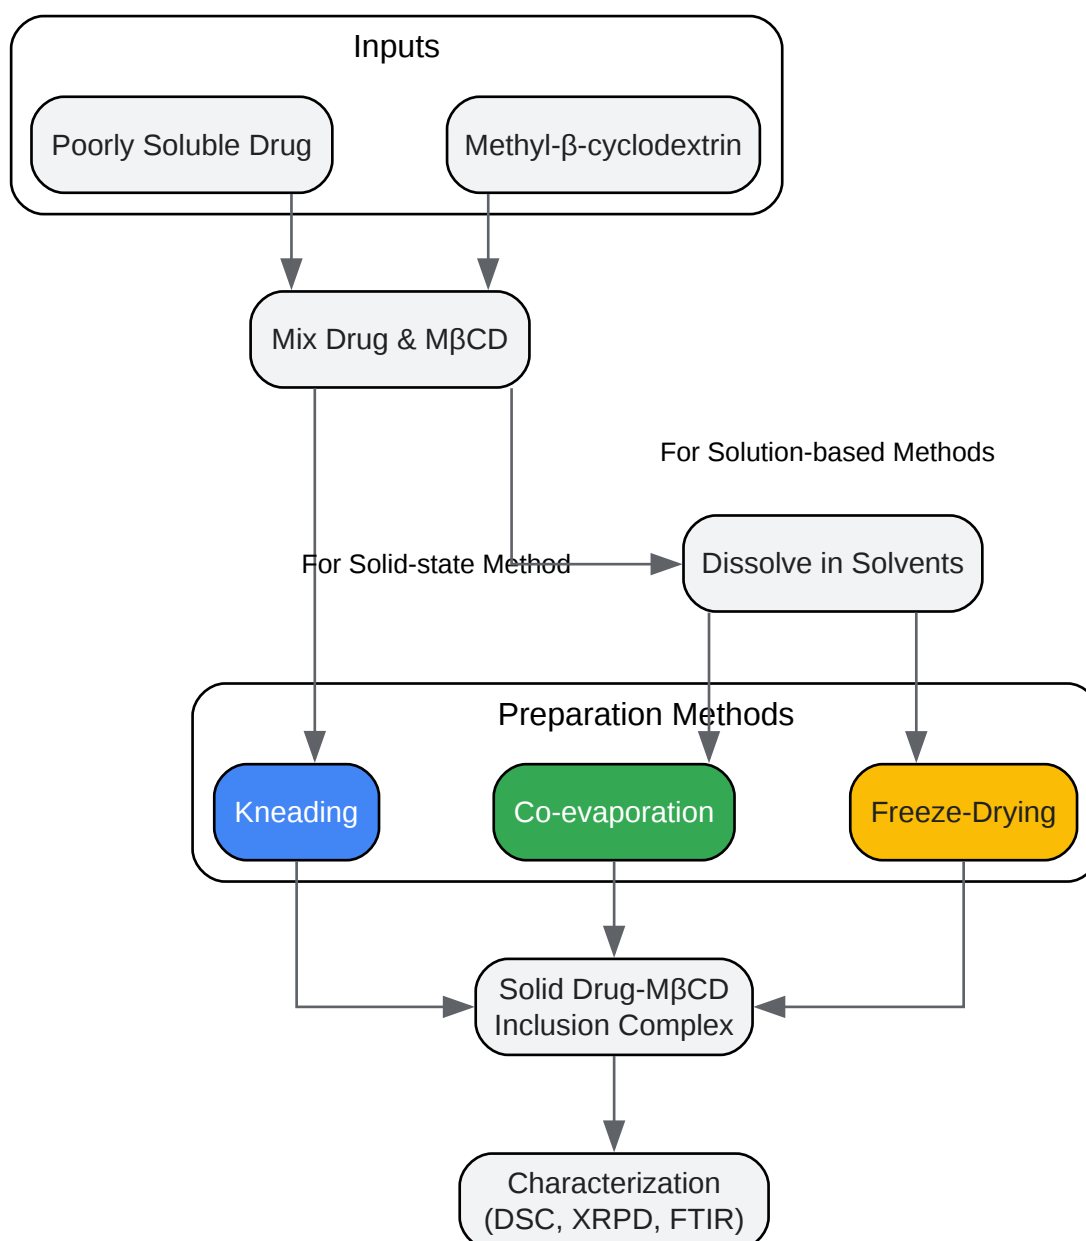 Inputs
Poorly Soluble Drug
Methyl-β-cyclodextrin
Mix Drug & MβCD
For Solution-based Methods
For Solid-state Method
Dissolve in Solvents
Preparation Methods
Kneading
Co-evaporation
Freeze-Drying
Solid Drug-MβCD
Inclusion Complex
Characterization
(DSC, XRPD, FTIR)